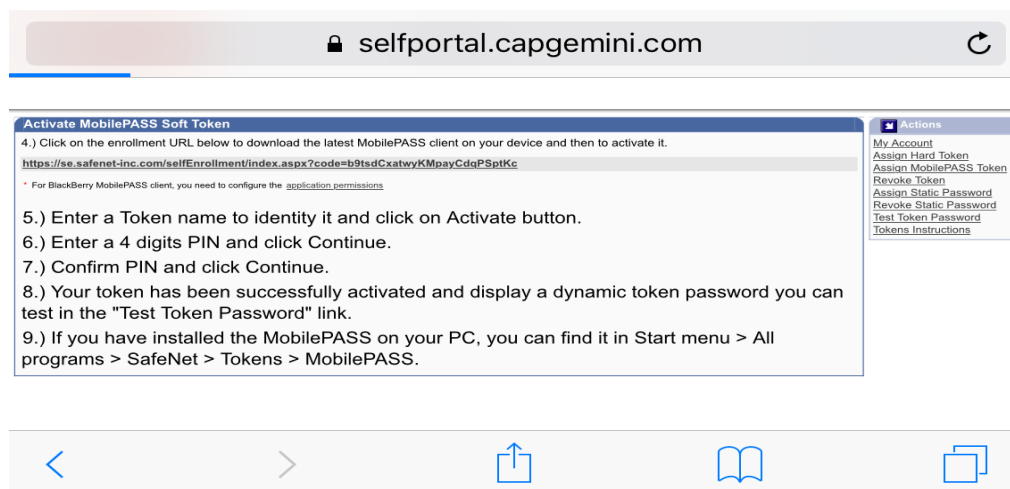 selfportal.capgemini.com
Activate MobilePASS Soft Token
4.) Click on the enrollment URL below to download the latest MobilePASS client on your device and then to activate it.
https://se.safenet-inc.com/selfEnrollment/index.aspx?code=b9tsdCxatwyKMpayCdqPSptKc
* For BlackBerry MobilePASS client, you need to configure the application permissions
5.) Enter a Token name to identity it and click on Activate button.
6.) Enter a 4 digits PIN and click Continue.
7.) Confirm PIN and click Continue.
8.) Your token has been successfully activated and display a dynamic token password you can
test in the "Test Token Password" link.
9.) If you have installed the MobilePASS on your PC, you can find it in Start menu > All
programs > SafeNet > Tokens > MobilePASS.
Actions
My Account
Assign Hard Token
Assign MobilePASS Token
Revoke Token
Assign Static Password
Revoke Static Password
Test Token Password
Tokens Instructions